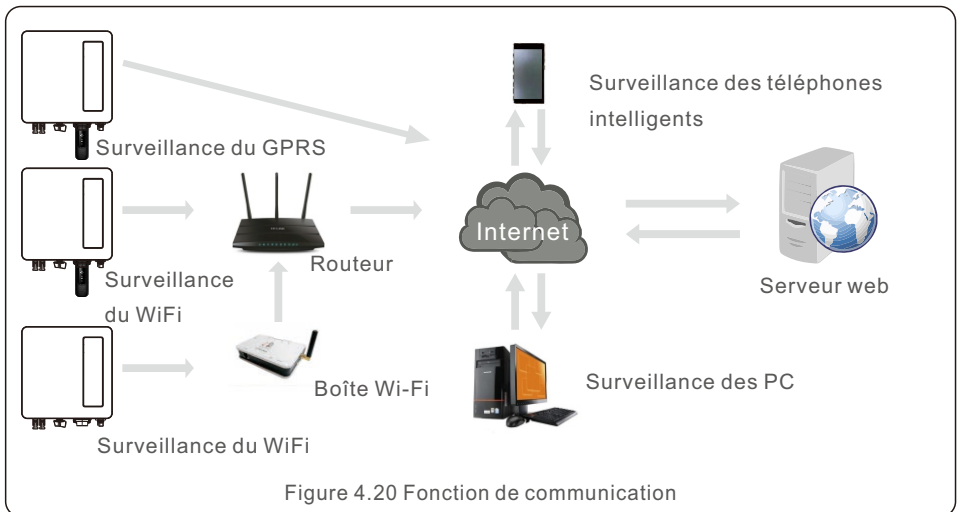 Surveillance des téléphones
intelligents
Surveillance du GPRS
Internet
Routeur
Surveillance
du WiFi
Serveur web
Boîte Wi-Fi
Surveillance des PC
Surveillance du WiFi
Figure 4.20 Fonction de communication